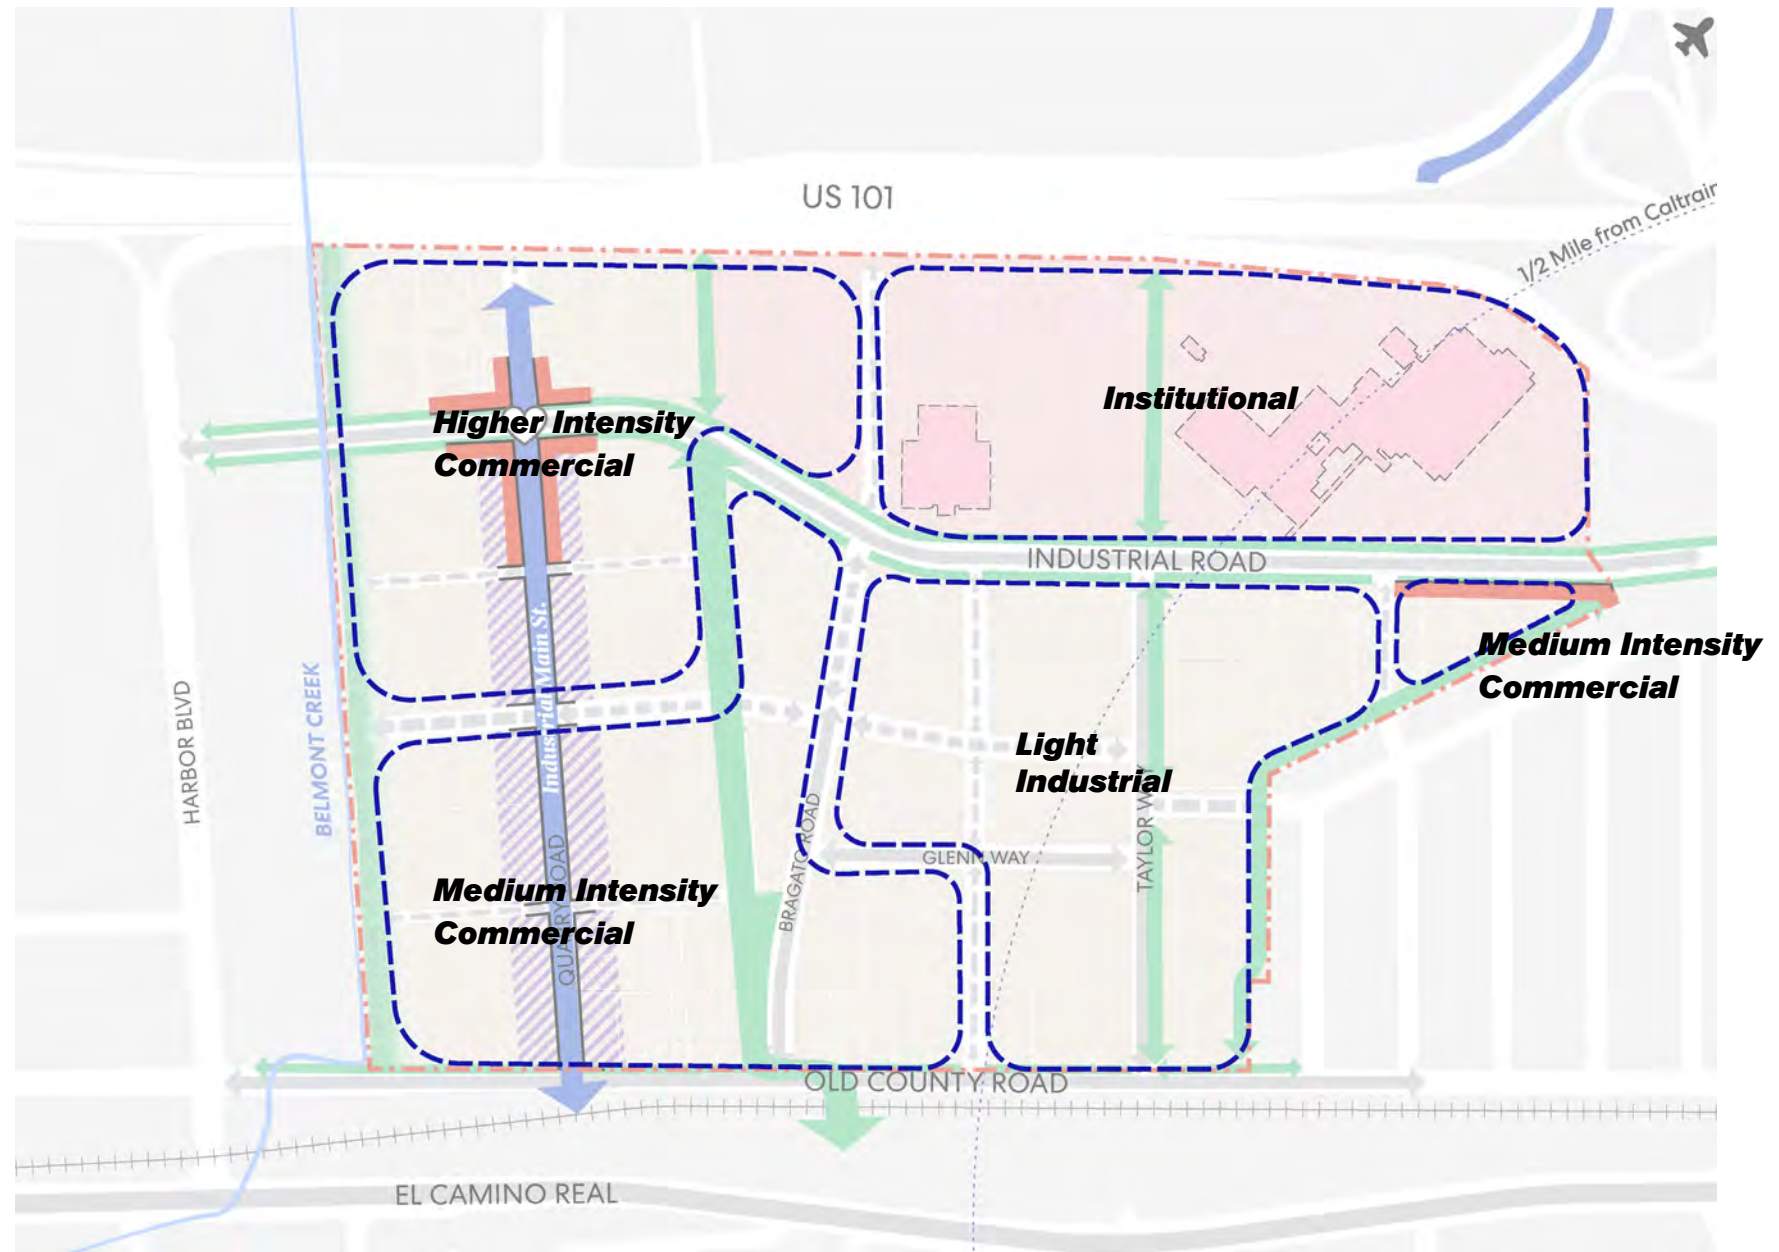 US 101
1/2 Mile from Caltrain
Institutional
Higher Intensity
Commercial
INDUSTRIAL ROAD
Industrial Main St.
Medium Intensity
Commercial
HARBOR BLVD
BELMONT CREEK
Light
Industrial
BRAGATO ROAD
GLENN WAY
TAYLOR WAY
Medium Intensity
Commercial
QUARRY ROAD
OLD COUNTY ROAD
EL CAMINO REAL